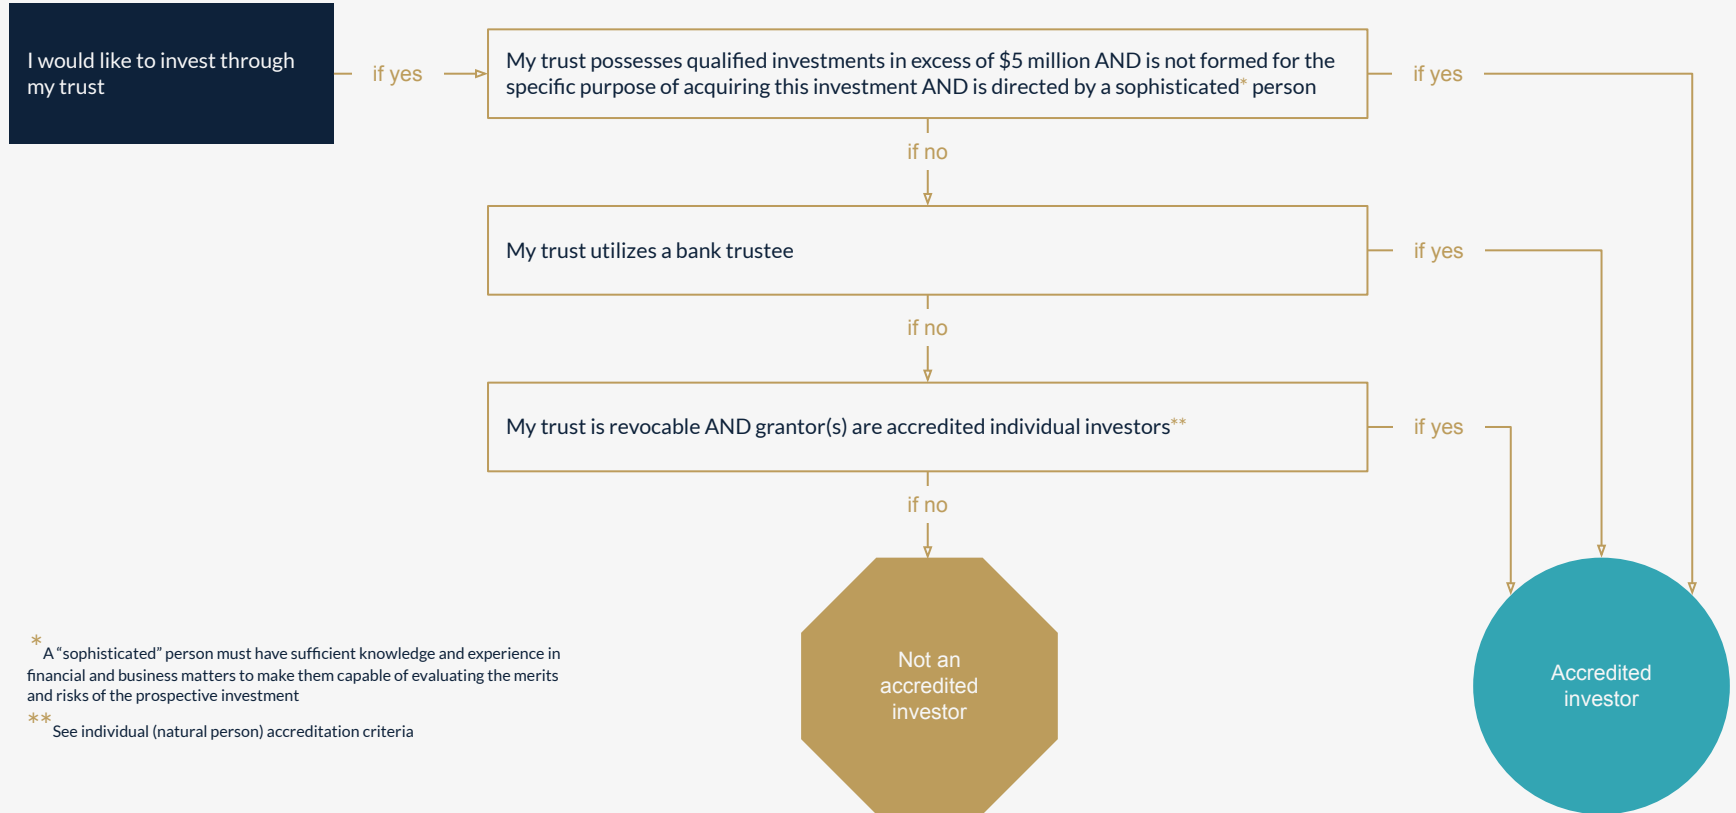 I would like to invest through
my trust
if yes
My trust possesses qualified investments in excess of $5 million AND is not formed for the
specific purpose of acquiring this investment AND is directed by a sophisticated* person
if yes
if no
My trust utilizes a bank trustee
if yes
if no
My trust is revocable AND grantor(s) are accredited individual investors**
if yes
if no
Not an
accredited
investor
Accredited
investor
*A “sophisticated” person must have sufficient knowledge and experience in
financial and business matters to make them capable of evaluating the merits
and risks of the prospective investment
**See individual (natural person) accreditation criteria